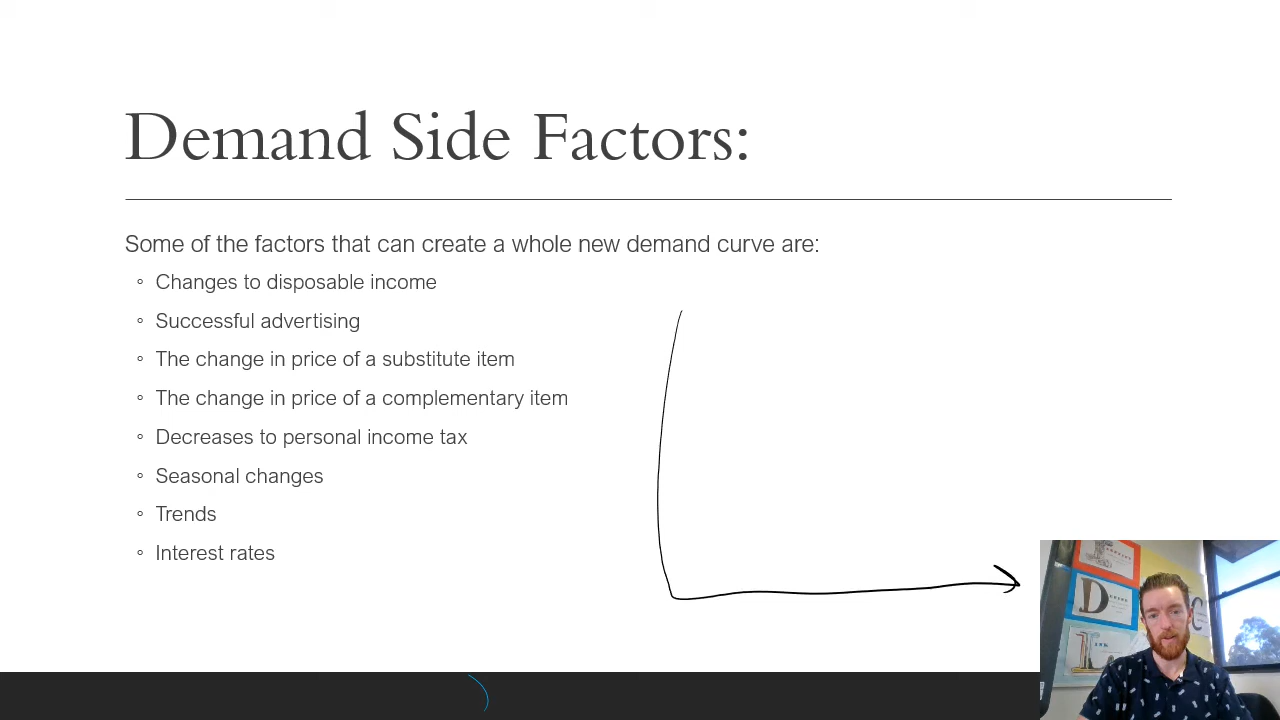 Demand Side Factors:
Some of the factors that can create a whole new demand curve are:
◦ Changes to disposable income
◦ Successful advertising
◦ The change in price of a substitute item
◦ The change in price of a complementary item
◦ Decreases to personal income tax
◦ Seasonal changes
◦ Trends
◦ Interest rates